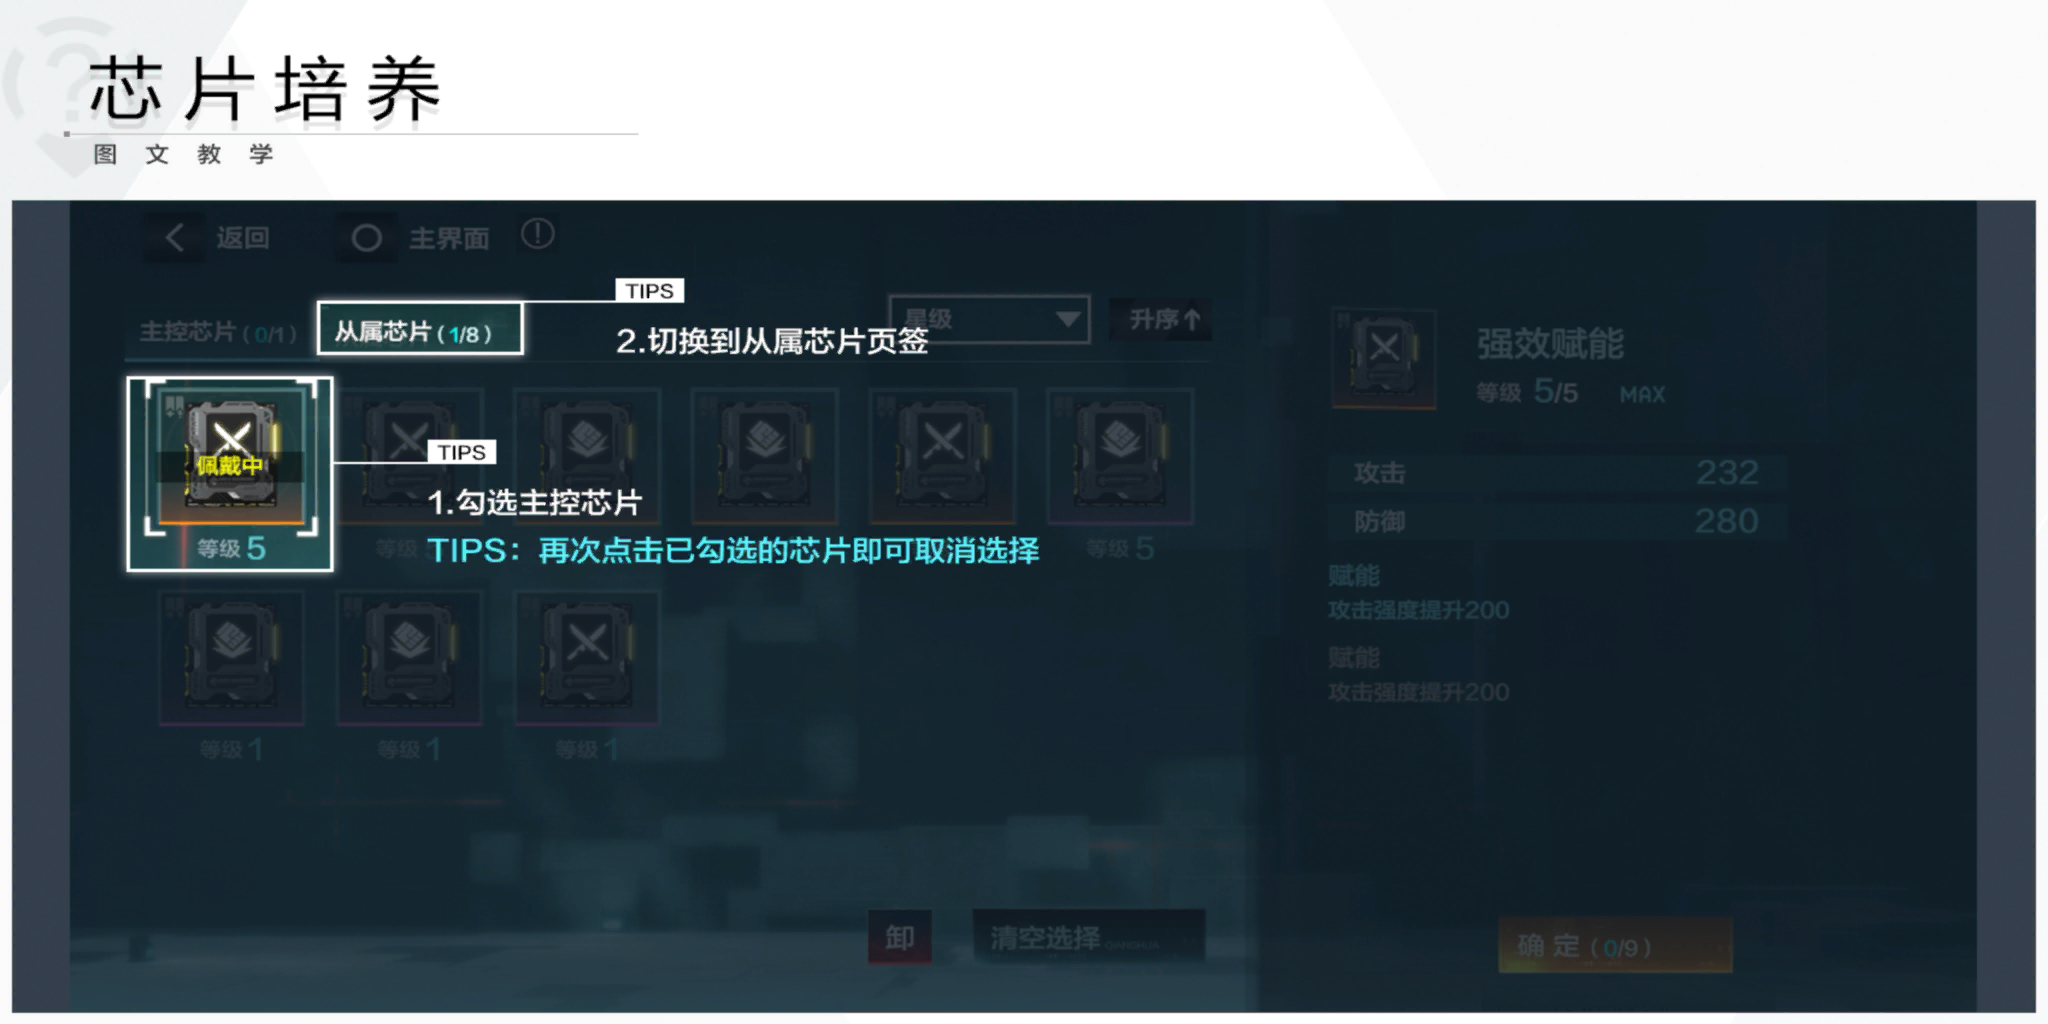 芯片培养
图文教学
返回 主界面
主控芯片(0/1) 从属芯片(1/8) 星级 升序↑
TIPS
2.切换到从属芯片页签
佩戴中
等级5
TIPS
1.勾选主控芯片
TIPS：再次点击已勾选的芯片即可取消选择
等级
等级5
等级1 等级1 等级1
强效赋能
等级 5/5 MAX
攻击 232
防御 280
赋能
攻击强度提升200
赋能
攻击强度提升200
卸 清空选择 确定(0/9)